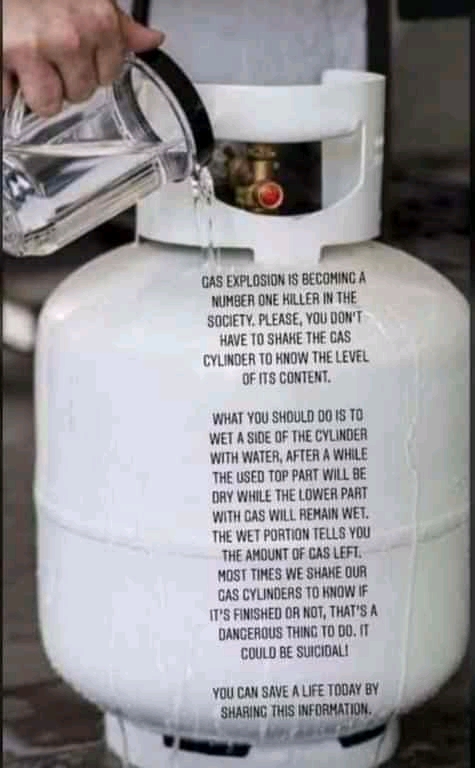 GAS EXPLOSION IS BECOMING A
NUMBER ONE KILLER IN THE
SOCIETY. PLEASE, YOU DON'T
HAVE TO SHAKE THE GAS
CYLINDER TO KNOW THE LEVEL
OF ITS CONTENT.
WHAT YOU SHOULD DO IS TO
WET A SIDE OF THE CYLINDER
WITH WATER, AFTER A WHILE
THE USED TOP PART WILL BE
DRY WHILE THE LOWER PART
WITH GAS WILL REMAIN WET.
THE WET PORTION TELLS YOU
THE AMOUNT OF GAS LEFT.
MOST TIMES WE SHAKE OUR
GAS CYLINDERS TO KNOW IF
IT'S FINISHED OR NOT, THAT'S A
DANGEROUS THING TO DO. IT
COULD BE SUICIDAL!
YOU CAN SAVE A LIFE TODAY BY
SHARING THIS INFORMATION.